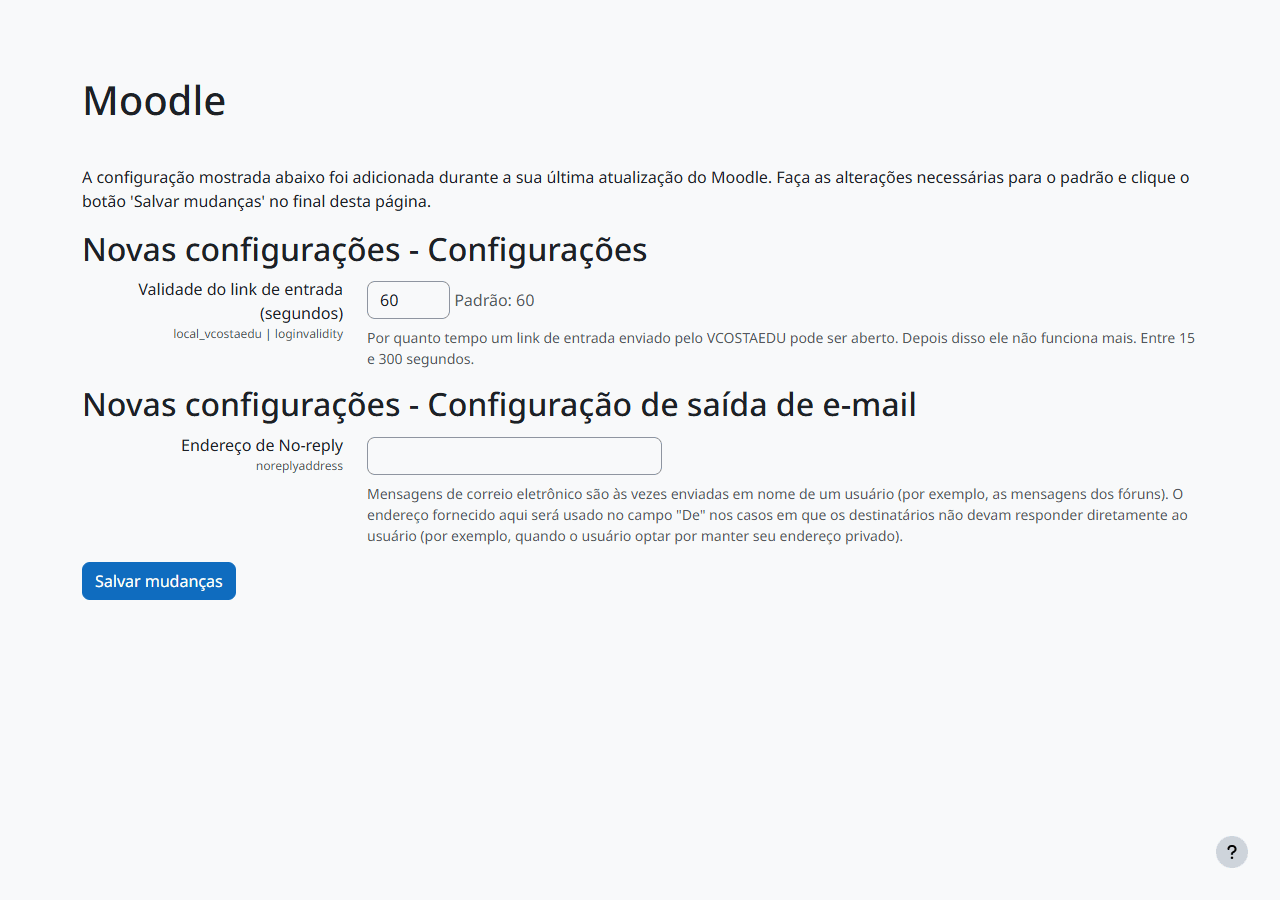 Moodle
A configuração mostrada abaixo foi adicionada durante a sua última atualização do Moodle. Faça as alterações necessárias para o padrão e clique o
botão 'Salvar mudanças' no final desta página.
Novas configurações - Configurações
Validade do link de entrada
(segundos)
local_vcostaedu | loginvalidity
60 Padrão: 60
Por quanto tempo um link de entrada enviado pelo VCOSTAEDU pode ser aberto. Depois disso ele não funciona mais. Entre 15
e 300 segundos.
Novas configurações - Configuração de saída de e-mail
Endereço de No-reply
noreplyaddress
Mensagens de correio eletrônico são às vezes enviadas em nome de um usuário (por exemplo, as mensagens dos fóruns). O
endereço fornecido aqui será usado no campo "De" nos casos em que os destinatários não devam responder diretamente ao
usuário (por exemplo, quando o usuário optar por manter seu endereço privado).
Salvar mudanças
?